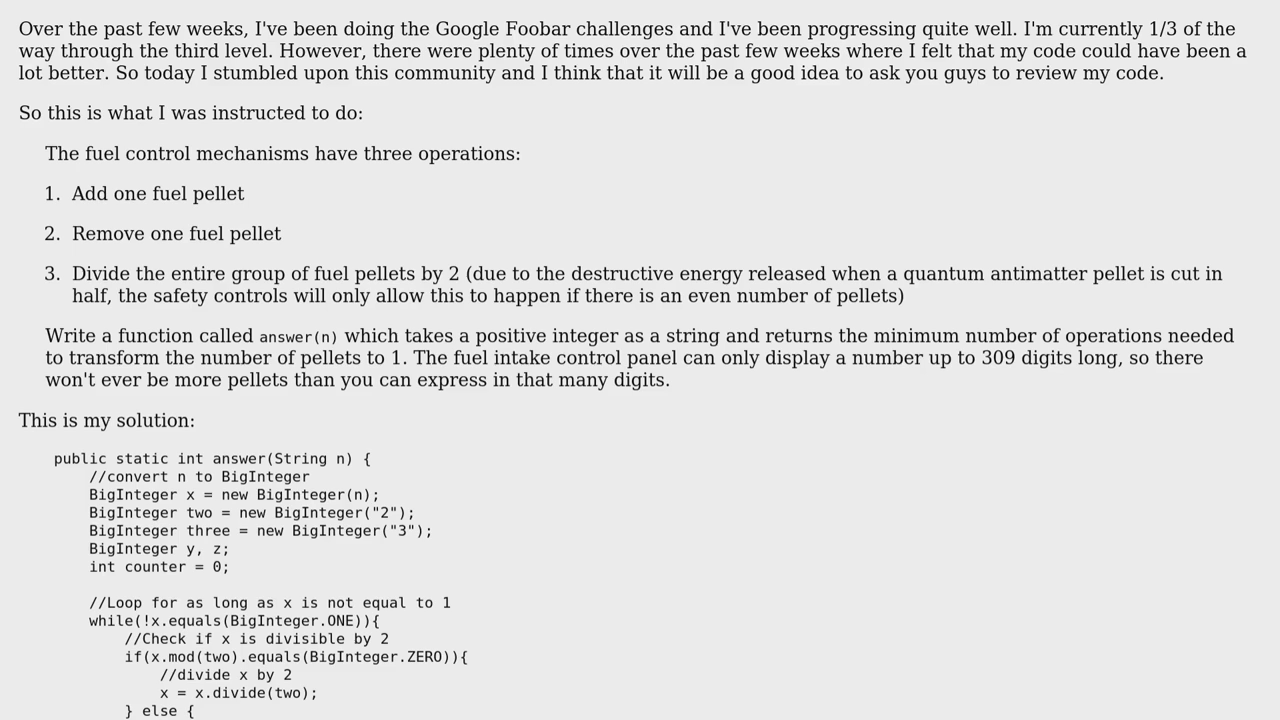 Over the past few weeks, I've been doing the Google Foobar challenges and I've been progressing quite well. I'm currently 1/3 of the
way through the third level. However, there were plenty of times over the past few weeks where I felt that my code could have been a
lot better. So today I stumbled upon this community and I think that it will be a good idea to ask you guys to review my code.
So this is what I was instructed to do:
The fuel control mechanisms have three operations:
1. Add one fuel pellet
2. Remove one fuel pellet
3. Divide the entire group of fuel pellets by 2 (due to the destructive energy released when a quantum antimatter pellet is cut in
half, the safety controls will only allow this to happen if there is an even number of pellets)
Write a function called answer(n) which takes a positive integer as a string and returns the minimum number of operations needed
to transform the number of pellets to 1. The fuel intake control panel can only display a number up to 309 digits long, so there
won't ever be more pellets than you can express in that many digits.
This is my solution:
public static int answer(String n) {
//convert n to BigInteger
BigInteger x = new BigInteger(n);
BigInteger two = new BigInteger("2");
BigInteger three = new BigInteger("3");
BigInteger y, z;
int counter = 0;
//Loop for as long as x is not equal to 1
while(!x.equals(BigInteger.ONE)){
//Check if x is divisible by 2
if(x.mod(two).equals(BigInteger.ZERO)){
//divide x by 2
x = x.divide(two);
} else {